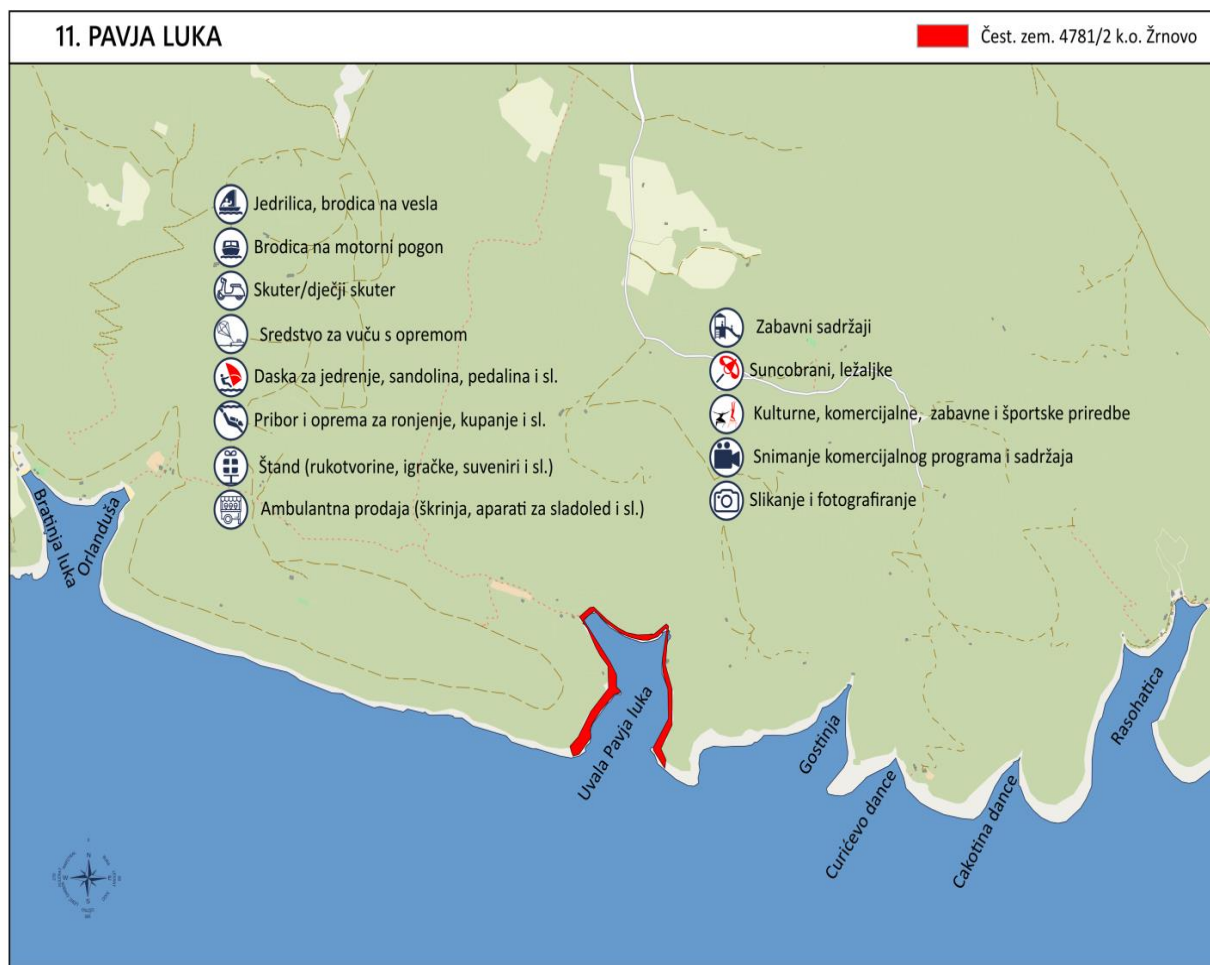 11. PAVJA LUKA
Čest. zem. 4781/2 k.o. Žrnovo
Jedrilica, brodica na vesla
Brodica na motorni pogon
Skuter/dječji skuter
Sredstvo za vuču s opremom
Daska za jedrenje, sandolina, pedalina i sl.
Pribor i oprema za ronjenje, kupanje i sl.
Štand (rukotvorine, igračke, suveniri i sl.)
Ambulantna prodaja (škrinja, aparati za sladoled i sl.)
Zabavni sadržaji
Suncobrani, ležaljke
Kulturne, komercijalne, zabavne i športske priredbe
Snimanje komercijalnog programa i sadržaja
Slikanje i fotografiranje
Bratinja luka
Orlanduša
Uvala Pavja luka
Gostinja
Curićevo dance
Cakotina dance
Rasohatica
N
W
E
S